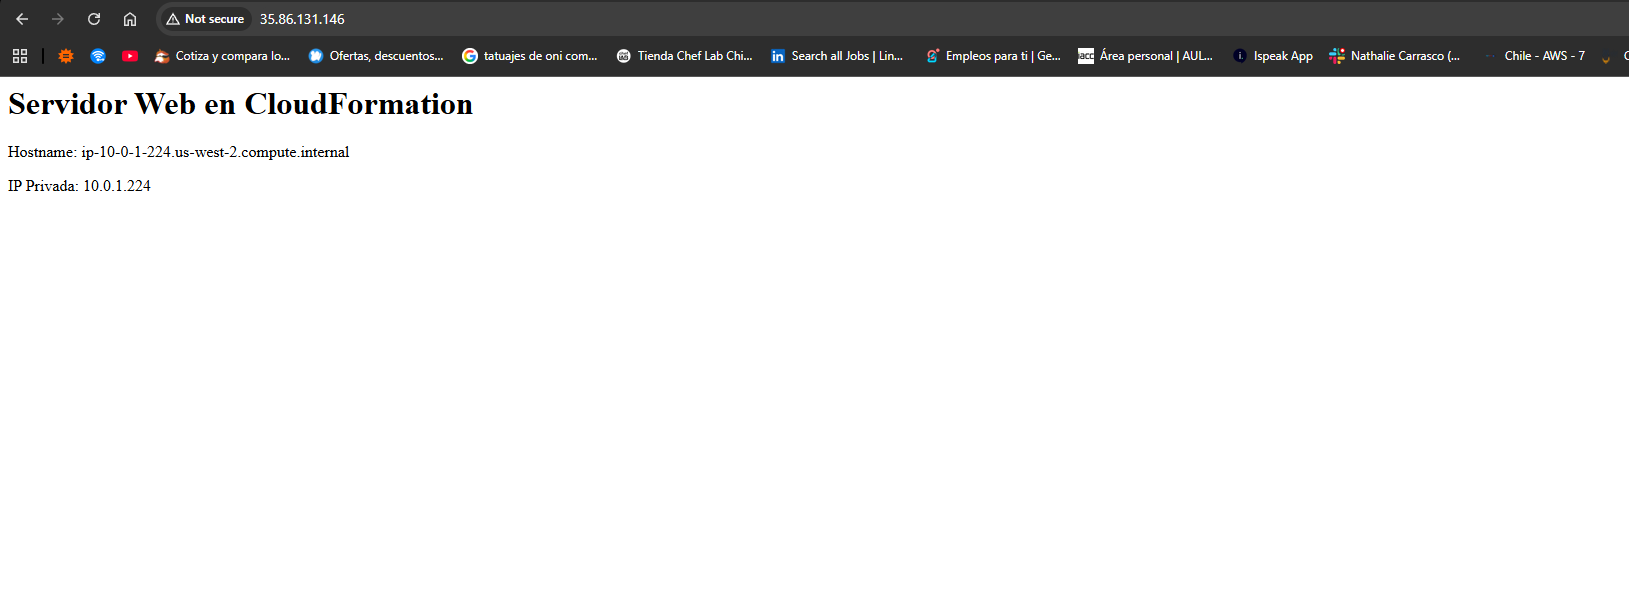 Not secure 35.86.131.146
Cotiza y compara lo... Ofertas, descuentos... tatuajes de oni com... Tienda Chef Lab Chi... Search all Jobs | Lin... Empleos para ti | Ge... Área personal | AUL... Ispeak App Nathalie Carrasco (... Chile - AWS - 7
Servidor Web en CloudFormation
Hostname: ip-10-0-1-224.us-west-2.compute.internal
IP Privada: 10.0.1.224